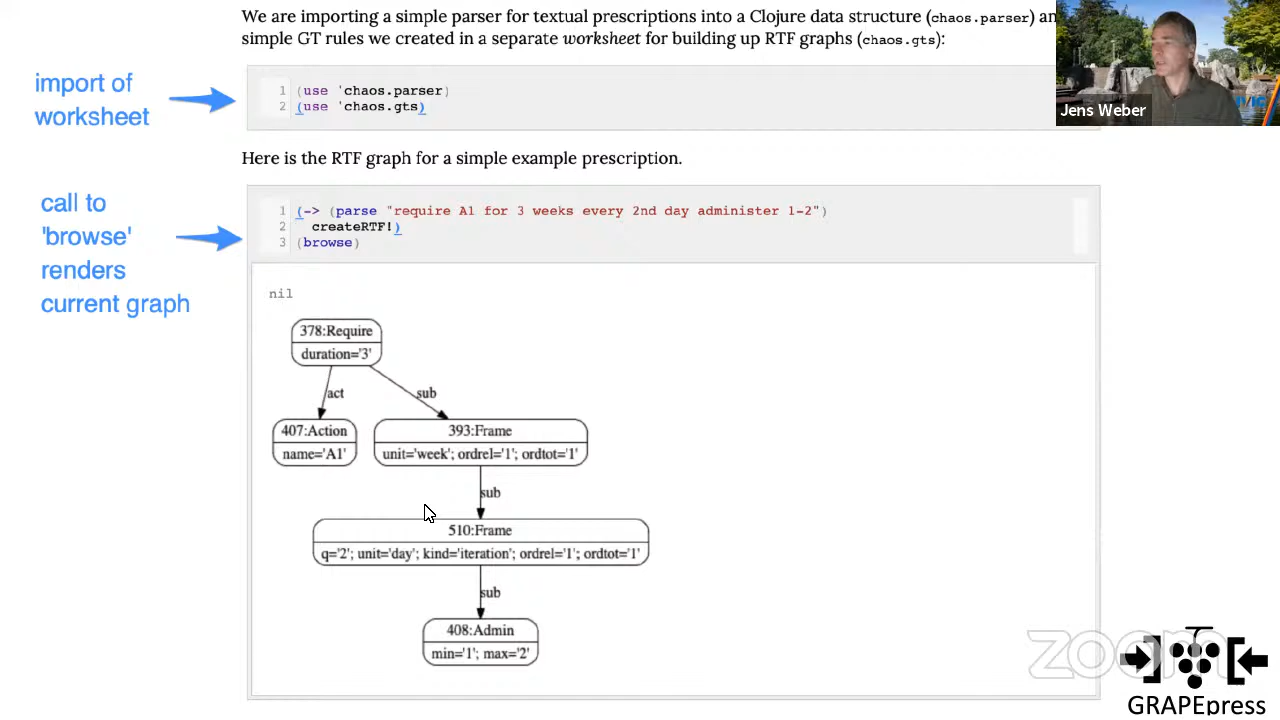 We are importing a simple parser for textual prescriptions into a Clojure data structure (chaos.parser) an
simple GT rules we created in a separate worksheet for building up RTF graphs (chaos.gts):
import of
worksheet
1 (use 'chaos.parser)
2 (use 'chaos.gts)
Jens Weber
Here is the RTF graph for a simple example prescription.
call to
'browse'
renders
current graph
1 (-> (parse "require A1 for 3 weeks every 2nd day administer 1-2")
2 createRTF!)
3 (browse)
nil
378:Require
duration='3'
act
sub
407:Action
name='A1'
393:Frame
unit='week'; ordrel='1'; ordtot='1'
sub
510:Frame
q='2'; unit='day'; kind='iteration'; ordrel='1'; ordtot='1'
sub
408:Admin
min='1'; max='2'
zoom
GRAPEpress